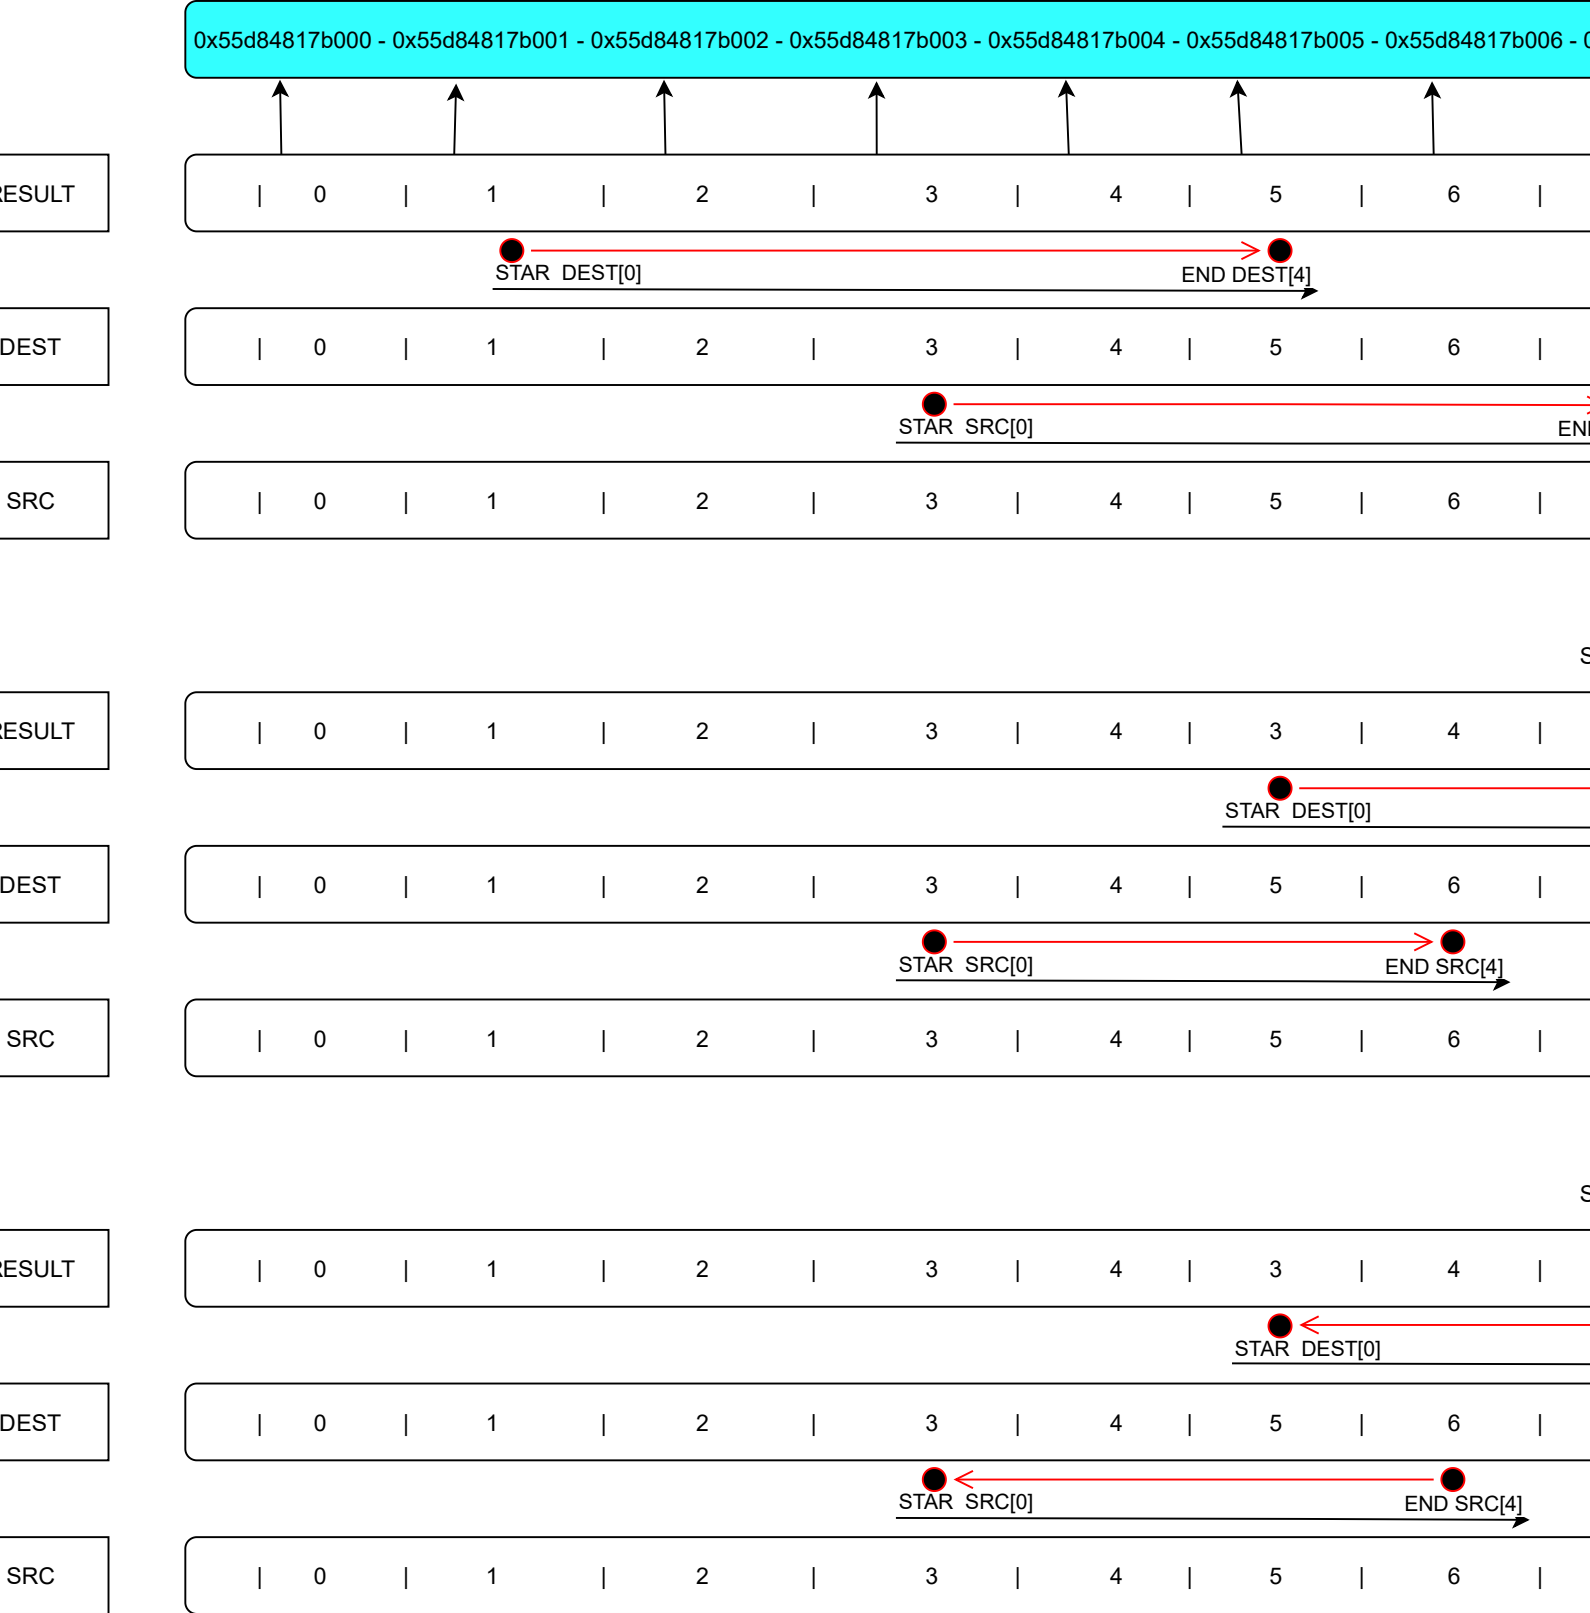 0x55d84817b000 - 0x55d84817b001 - 0x55d84817b002 - 0x55d84817b003 - 0x55d84817b004 - 0x55d84817b005 - 0x55d84817b006 - 0
RESULT | 0 | 1 | 2 | 3 | 4 | 5 | 6 |
STAR DEST[0] END DEST[4]
DEST | 0 | 1 | 2 | 3 | 4 | 5 | 6 |
STAR SRC[0] EN
SRC | 0 | 1 | 2 | 3 | 4 | 5 | 6 |
S
RESULT | 0 | 1 | 2 | 3 | 4 | 3 | 4 |
STAR DEST[0]
DEST | 0 | 1 | 2 | 3 | 4 | 5 | 6 |
STAR SRC[0] END SRC[4]
SRC | 0 | 1 | 2 | 3 | 4 | 5 | 6 |
S
RESULT | 0 | 1 | 2 | 3 | 4 | 3 | 4 |
STAR DEST[0]
DEST | 0 | 1 | 2 | 3 | 4 | 5 | 6 |
STAR SRC[0] END SRC[4]
SRC | 0 | 1 | 2 | 3 | 4 | 5 | 6 |